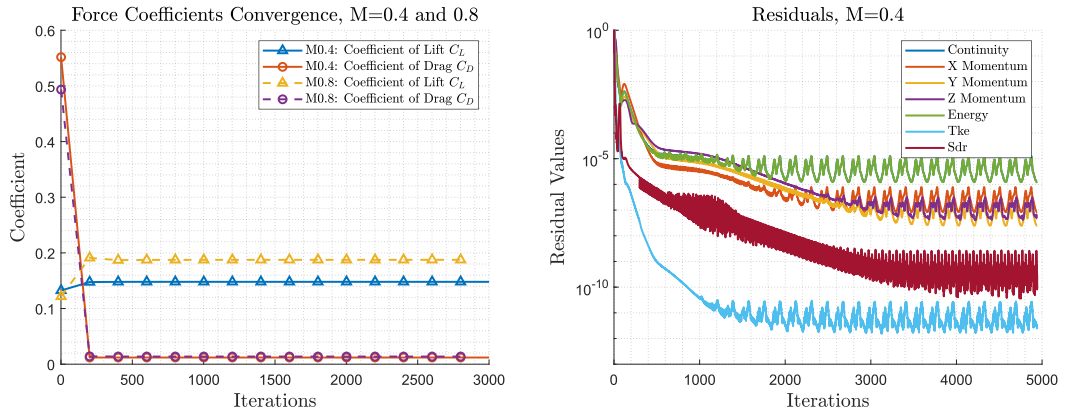 Force Coefficients Convergence, M=0.4 and 0.8
Coefficient
0.6
0.5
0.4
0.3
0.2
0.1
0
M0.4: Coefficient of Lift C_L
M0.4: Coefficient of Drag C_D
M0.8: Coefficient of Lift C_L
M0.8: Coefficient of Drag C_D
0 500 1000 1500 2000 2500 3000
Iterations
Residuals, M=0.4
Residual Values
10^0
10^-5
10^-10
Continuity
X Momentum
Y Momentum
Z Momentum
Energy
Tke
Sdr
0 1000 2000 3000 4000 5000
Iterations